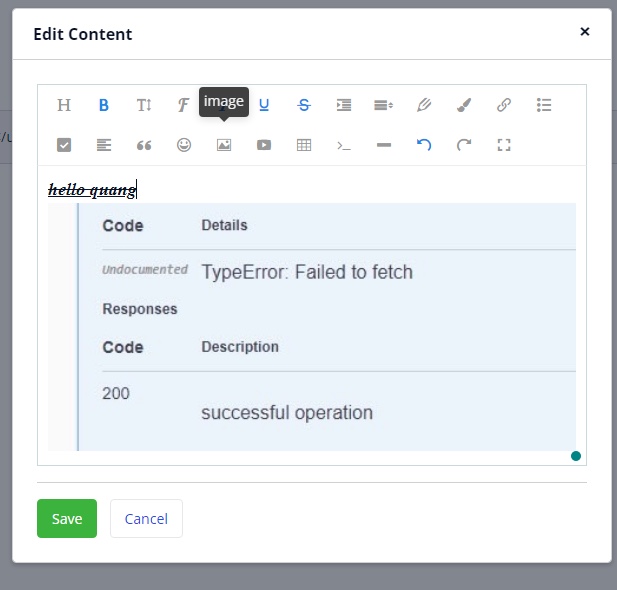 Edit Content ×
H B T F image U S
hello quang
Code Details
Undocumented TypeError: Failed to fetch
Responses
Code Description
200 successful operation
Save Cancel